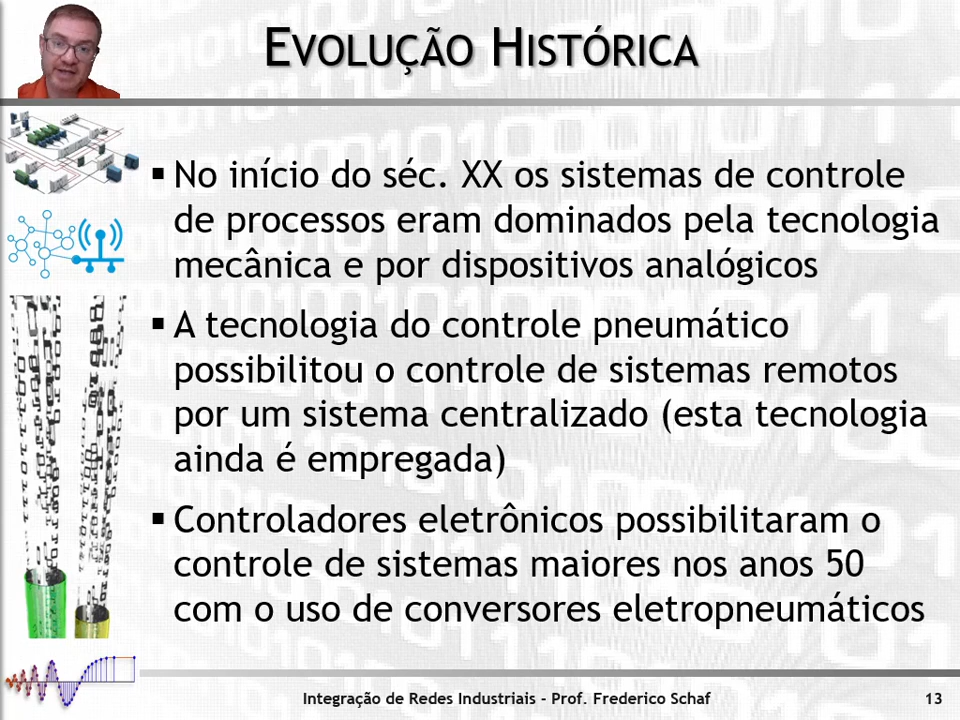 EVOLUÇÃO HISTÓRICA
▪ No início do séc. XX os sistemas de controle
de processos eram dominados pela tecnologia
mecânica e por dispositivos analógicos
▪ A tecnologia do controle pneumático
possibilitou o controle de sistemas remotos
por um sistema centralizado (esta tecnologia
ainda é empregada)
▪ Controladores eletrônicos possibilitaram o
controle de sistemas maiores nos anos 50
com o uso de conversores eletropneumáticos
Integração de Redes Industriais - Prof. Frederico Schaf 13